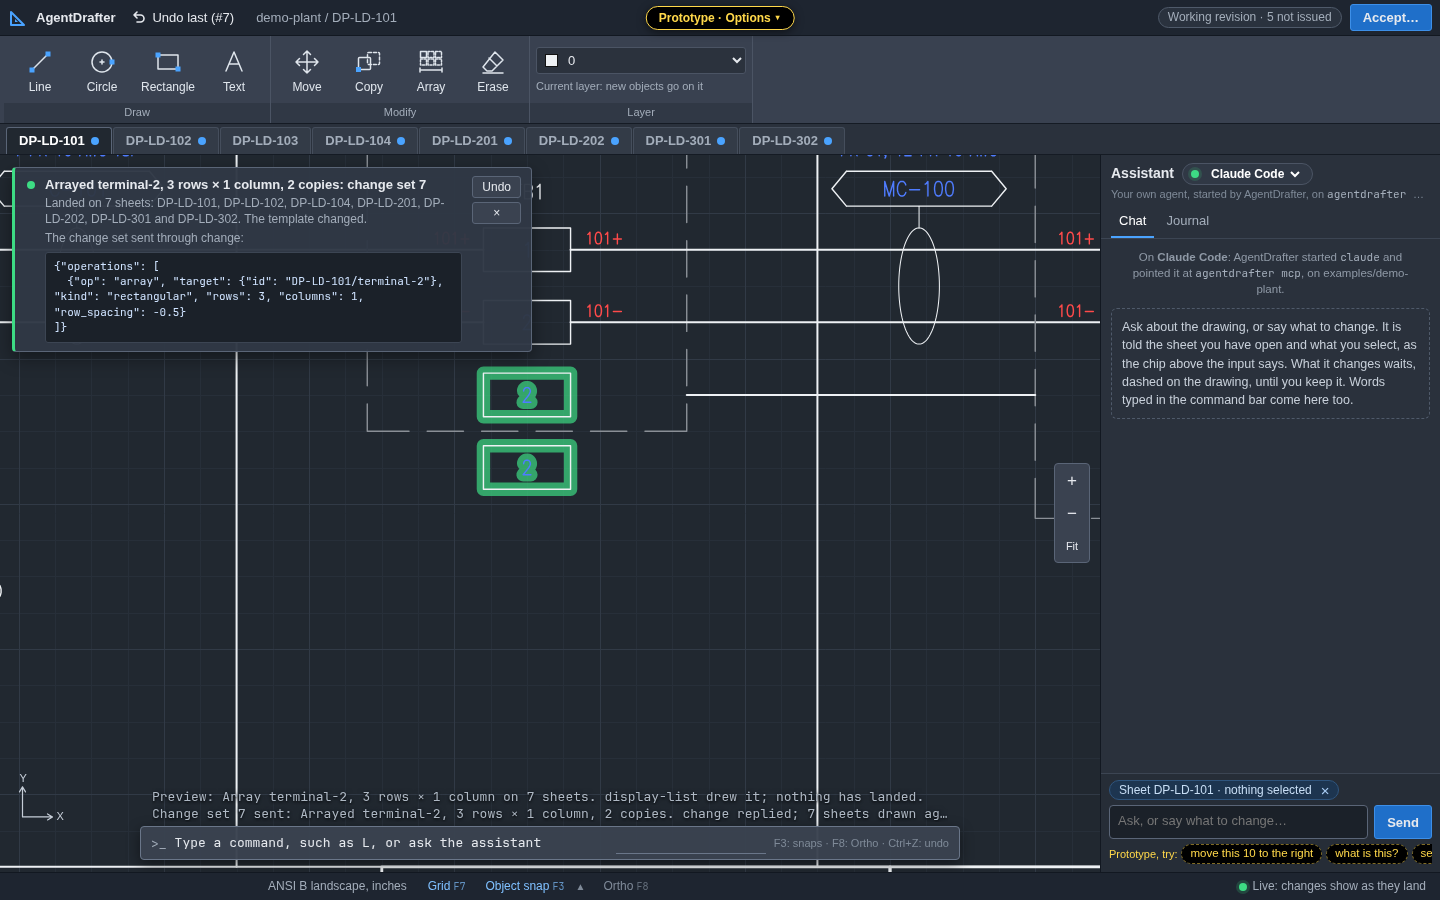 AgentDrafter
Undo last (#7)
demo-plant / DP-LD-101
Prototype · Options ▾
Working revision · 5 not issued
Accept…
Line
Circle
Rectangle
Text
Move
Copy
Array
Erase
0
Current layer: new objects go on it
Draw
Modify
Layer
DP-LD-101
DP-LD-102
DP-LD-103
DP-LD-104
DP-LD-201
DP-LD-202
DP-LD-301
DP-LD-302
Arrayed terminal-2, 3 rows × 1 column, 2 copies: change set 7
Landed on 7 sheets: DP-LD-101, DP-LD-102, DP-LD-104, DP-LD-201, DP-
LD-202, DP-LD-301 and DP-LD-302. The template changed.
The change set sent through change:
{"operations": [
{"op": "array", "target": {"id": "DP-LD-101/terminal-2"},
"kind": "rectangular", "rows": 3, "columns": 1,
"row_spacing": -0.5}
]}
Undo
×
MC-100
101+
101+
101-
101-
2
2
+
−
Fit
Y
X
Assistant
Claude Code
Your own agent, started by AgentDrafter, on agentdrafter …
Chat
Journal
On Claude Code: AgentDrafter started claude and
pointed it at agentdrafter mcp, on examples/demo-
plant.
Ask about the drawing, or say what to change. It is
told the sheet you have open and what you select, as
the chip above the input says. What it changes waits,
dashed on the drawing, until you keep it. Words
typed in the command bar come here too.
Preview: Array terminal-2, 3 rows × 1 column on 7 sheets. display-list drew it; nothing has landed.
Change set 7 sent: Arrayed terminal-2, 3 rows × 1 column, 2 copies. change replied; 7 sheets drawn ag…
>_ Type a command, such as L, or ask the assistant
F3: snaps · F8: Ortho · Ctrl+Z: undo
Sheet DP-LD-101 · nothing selected ×
Ask, or say what to change…
Send
Prototype, try:
move this 10 to the right
what is this?
se
ANSI B landscape, inches
Grid F7
Object snap F3
▲
Ortho F8
Live: changes show as they land